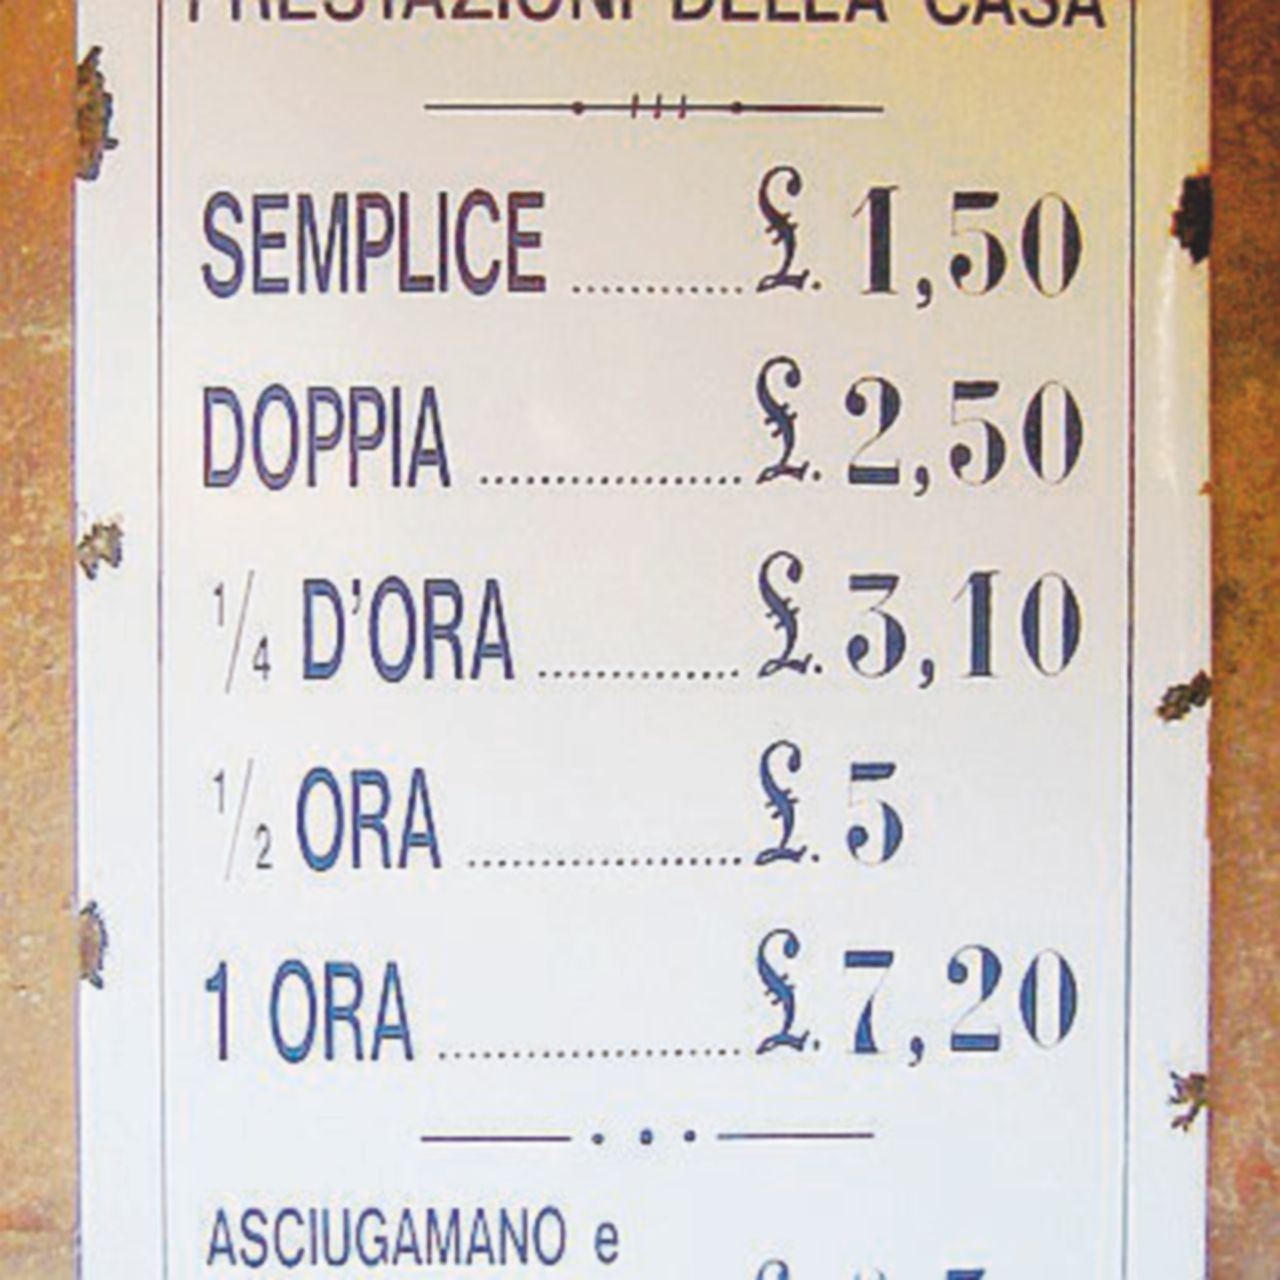 PRESTAZIONI DELLA CASA
SEMPLICE ........................ £. 1,50
DOPPIA ........................ £. 2,50
1/4 D'ORA ........................ £. 3,10
1/2 ORA ........................ £. 5
1 ORA ........................ £. 7,20
ASCIUGAMANO e
£.